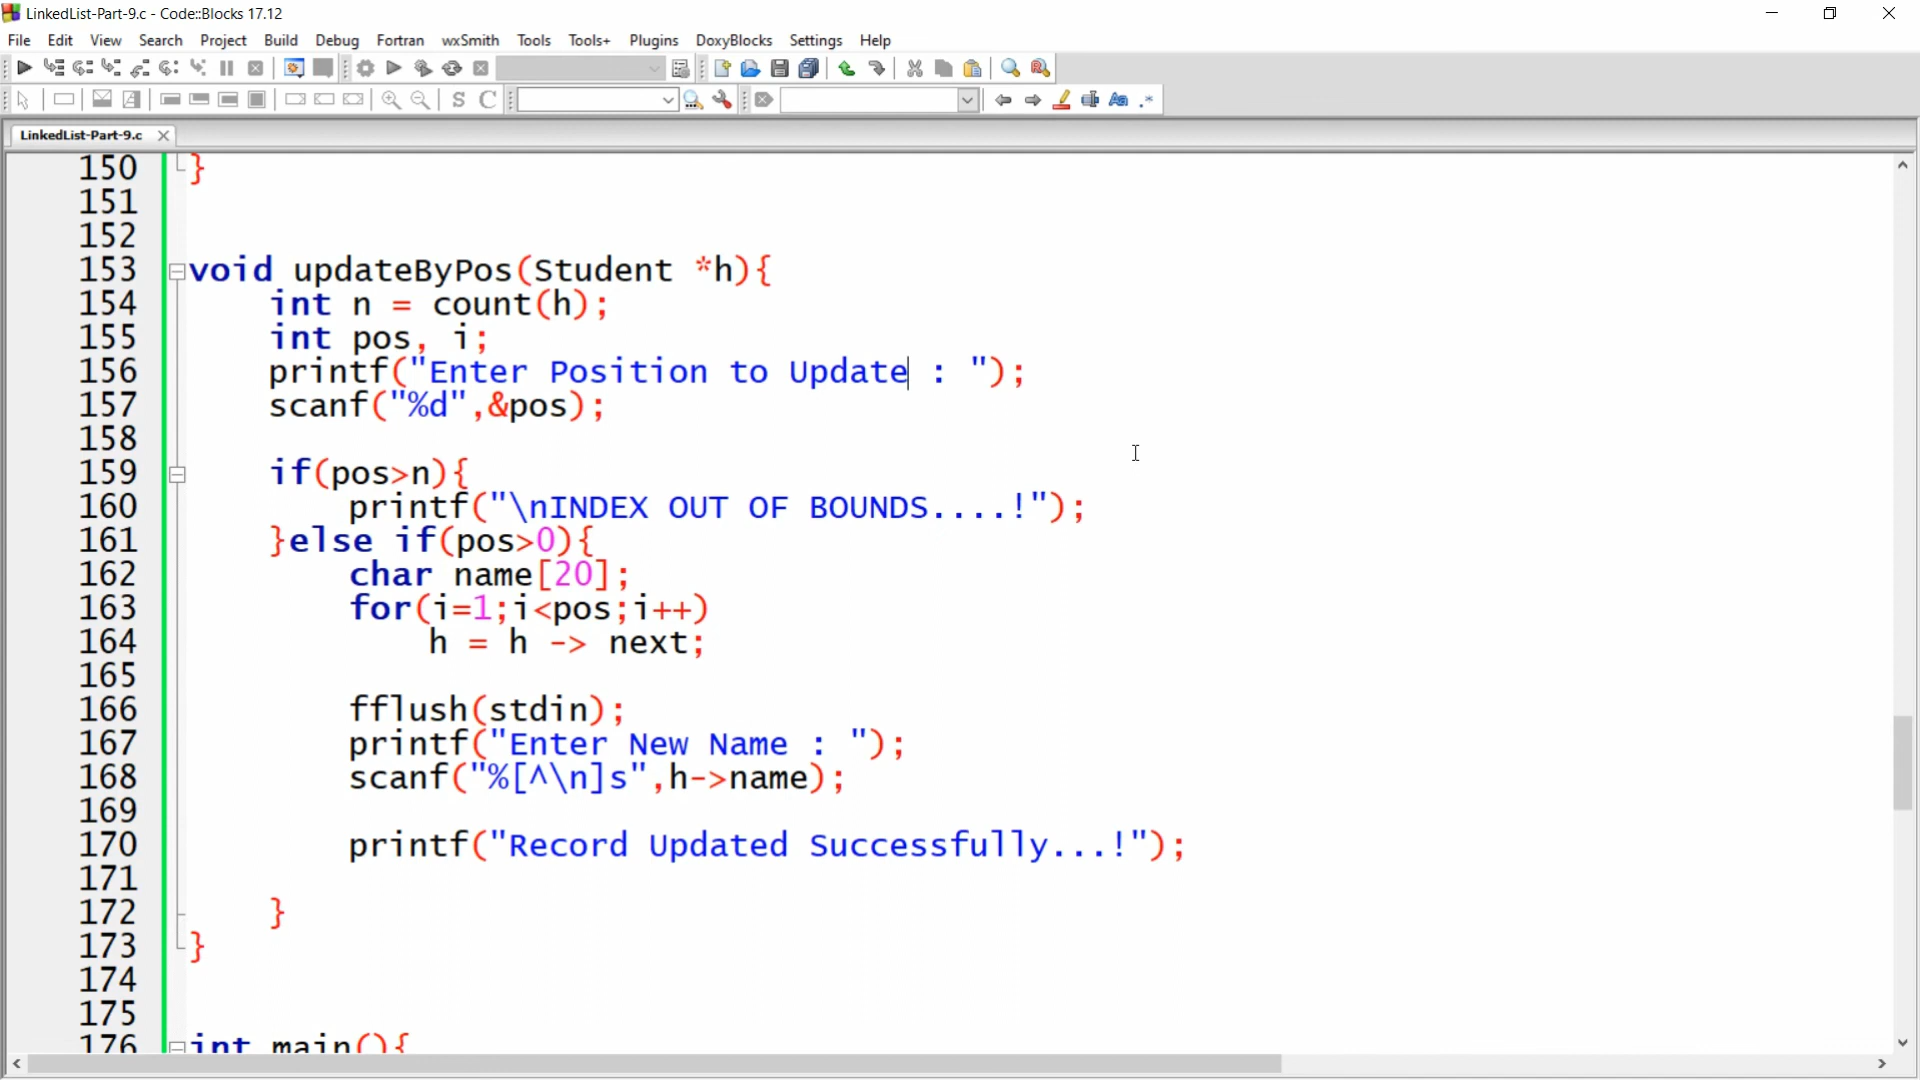 LinkedList-Part-9.c - Code::Blocks 17.12
File Edit View Search Project Build Debug Fortran wxSmith Tools Tools+ Plugins DoxyBlocks Settings Help
S C Aa .*
LinkedList-Part-9.c
150 }
151
152
153 void updateByPos(Student *h){
154 int n = count(h);
155 int pos, i;
156 printf("Enter Position to Update : ");
157 scanf("%d",&pos);
158
159 if(pos>n){
160 printf("\nINDEX OUT OF BOUNDS....!");
161 }else if(pos>0){
162 char name[20];
163 for(i=1;i<pos;i++)
164 h = h -> next;
165
166 fflush(stdin);
167 printf("Enter New Name : ");
168 scanf("%[^\n]s",h->name);
169
170 printf("Record Updated Successfully...!");
171
172 }
173 }
174
175
176 int main(){